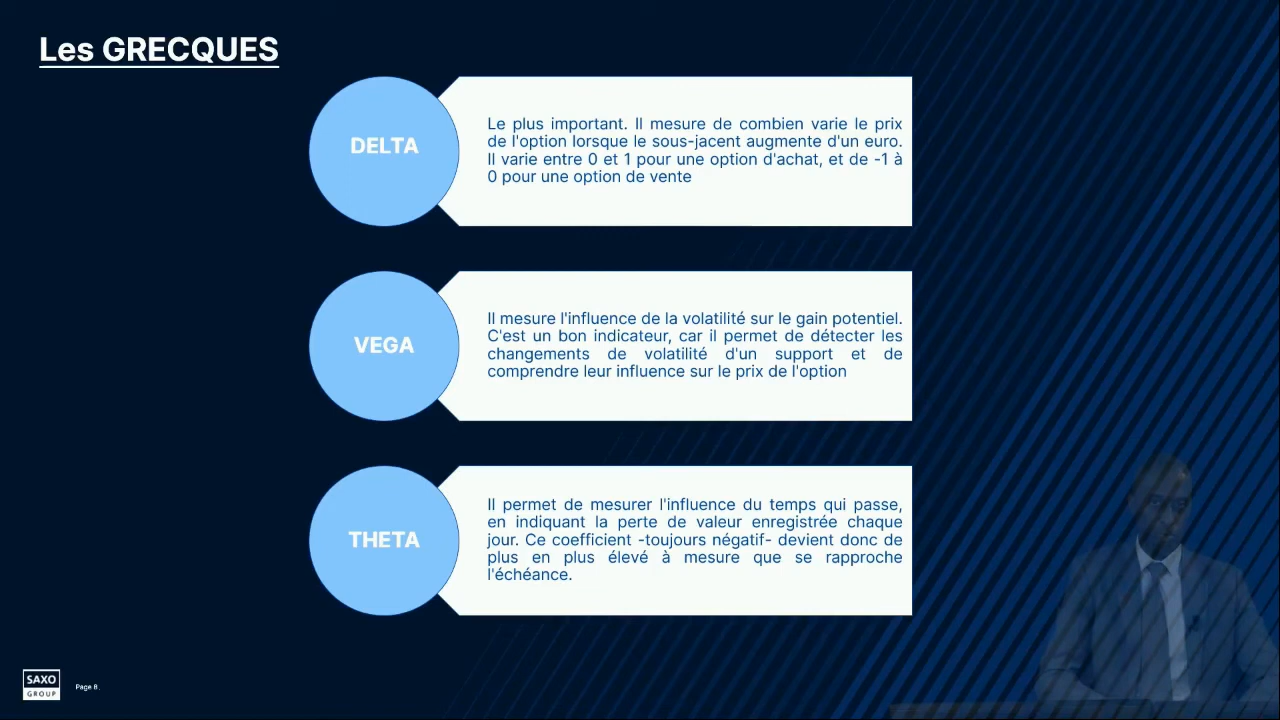 Les GRECQUES
DELTA
Le plus important. Il mesure de combien varie le prix
de l'option lorsque le sous-jacent augmente d'un euro.
Il varie entre 0 et 1 pour une option d'achat, et de -1 à
0 pour une option de vente
VEGA
Il mesure l'influence de la volatilité sur le gain potentiel.
C'est un bon indicateur, car il permet de détecter les
changements de volatilité d'un support et de
comprendre leur influence sur le prix de l'option
THETA
Il permet de mesurer l'influence du temps qui passe,
en indiquant la perte de valeur enregistrée chaque
jour. Ce coefficient -toujours négatif- devient donc de
plus en plus élevé à mesure que se rapproche
l'échéance.
SAXO
GROUP
Page 8.